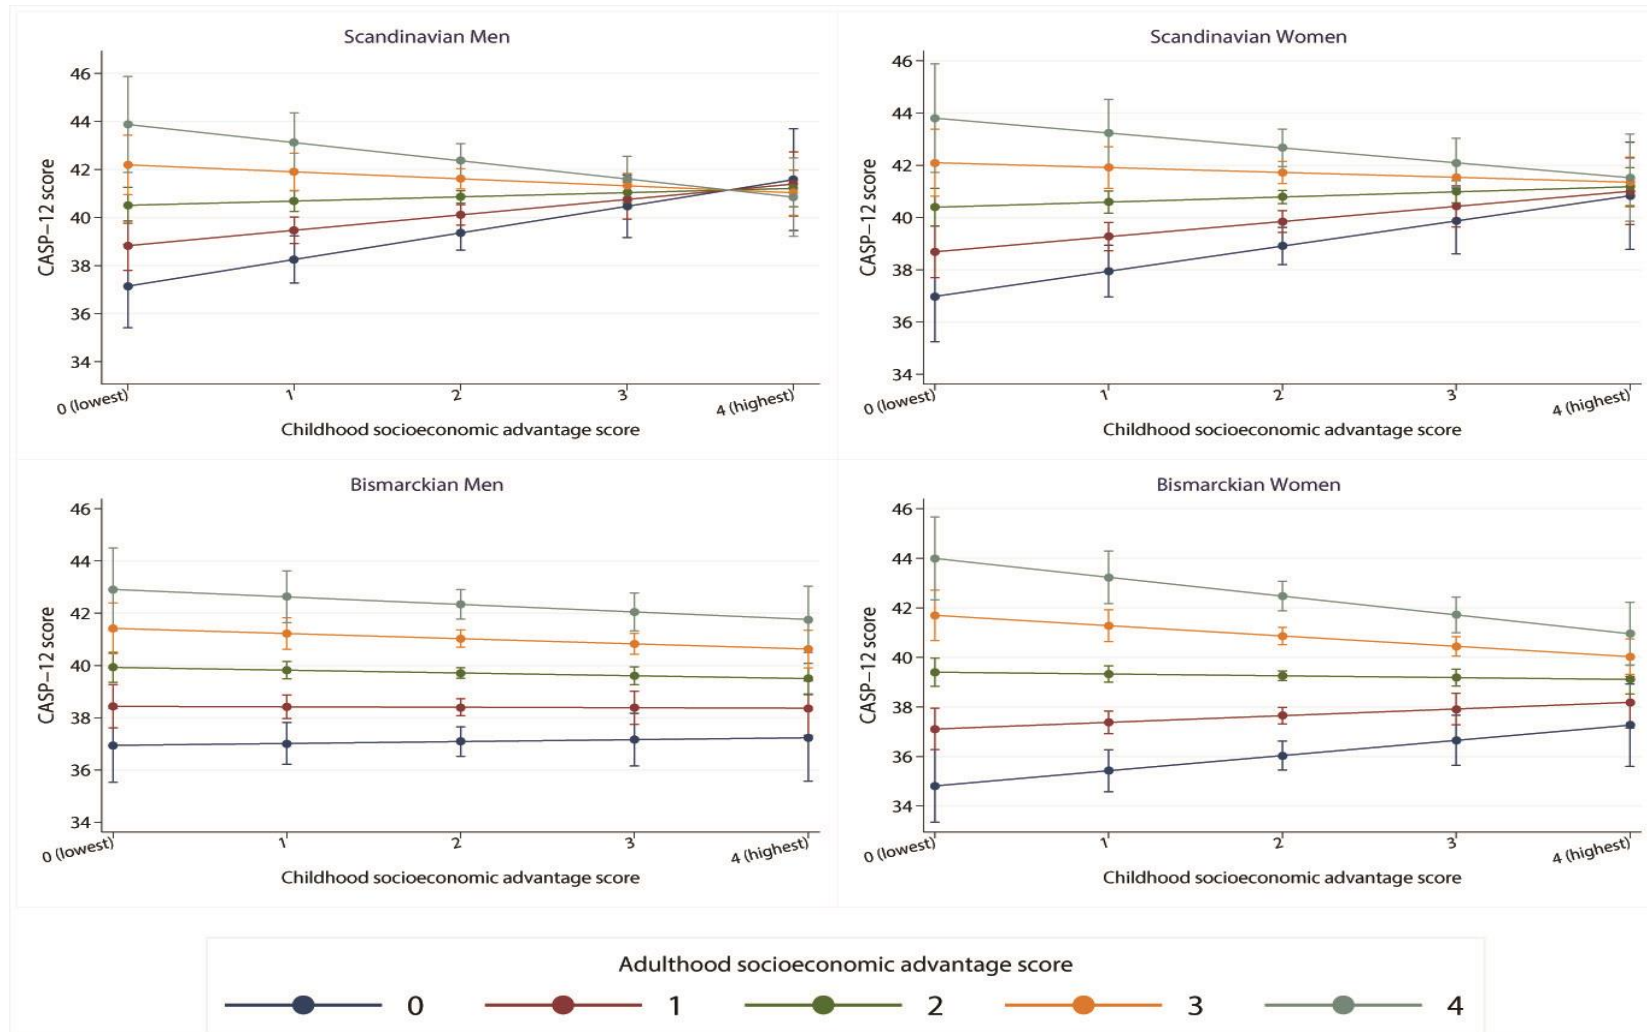 Scandinavian Men
46
44
42
40
38
36
34
CASP–12 score
0 (lowest)
1
2
3
4 (highest)
Childhood socioeconomic advantage score
Scandinavian Women
46
44
42
40
38
36
34
CASP–12 score
0 (lowest)
1
2
3
4 (highest)
Childhood socioeconomic advantage score
Bismarckian Men
46
44
42
40
38
36
34
CASP–12 score
0 (lowest)
1
2
3
4 (highest)
Childhood socioeconomic advantage score
Bismarckian Women
46
44
42
40
38
36
34
CASP–12 score
0 (lowest)
1
2
3
4 (highest)
Childhood socioeconomic advantage score
Adulthood socioeconomic advantage score
0 1 2 3 4